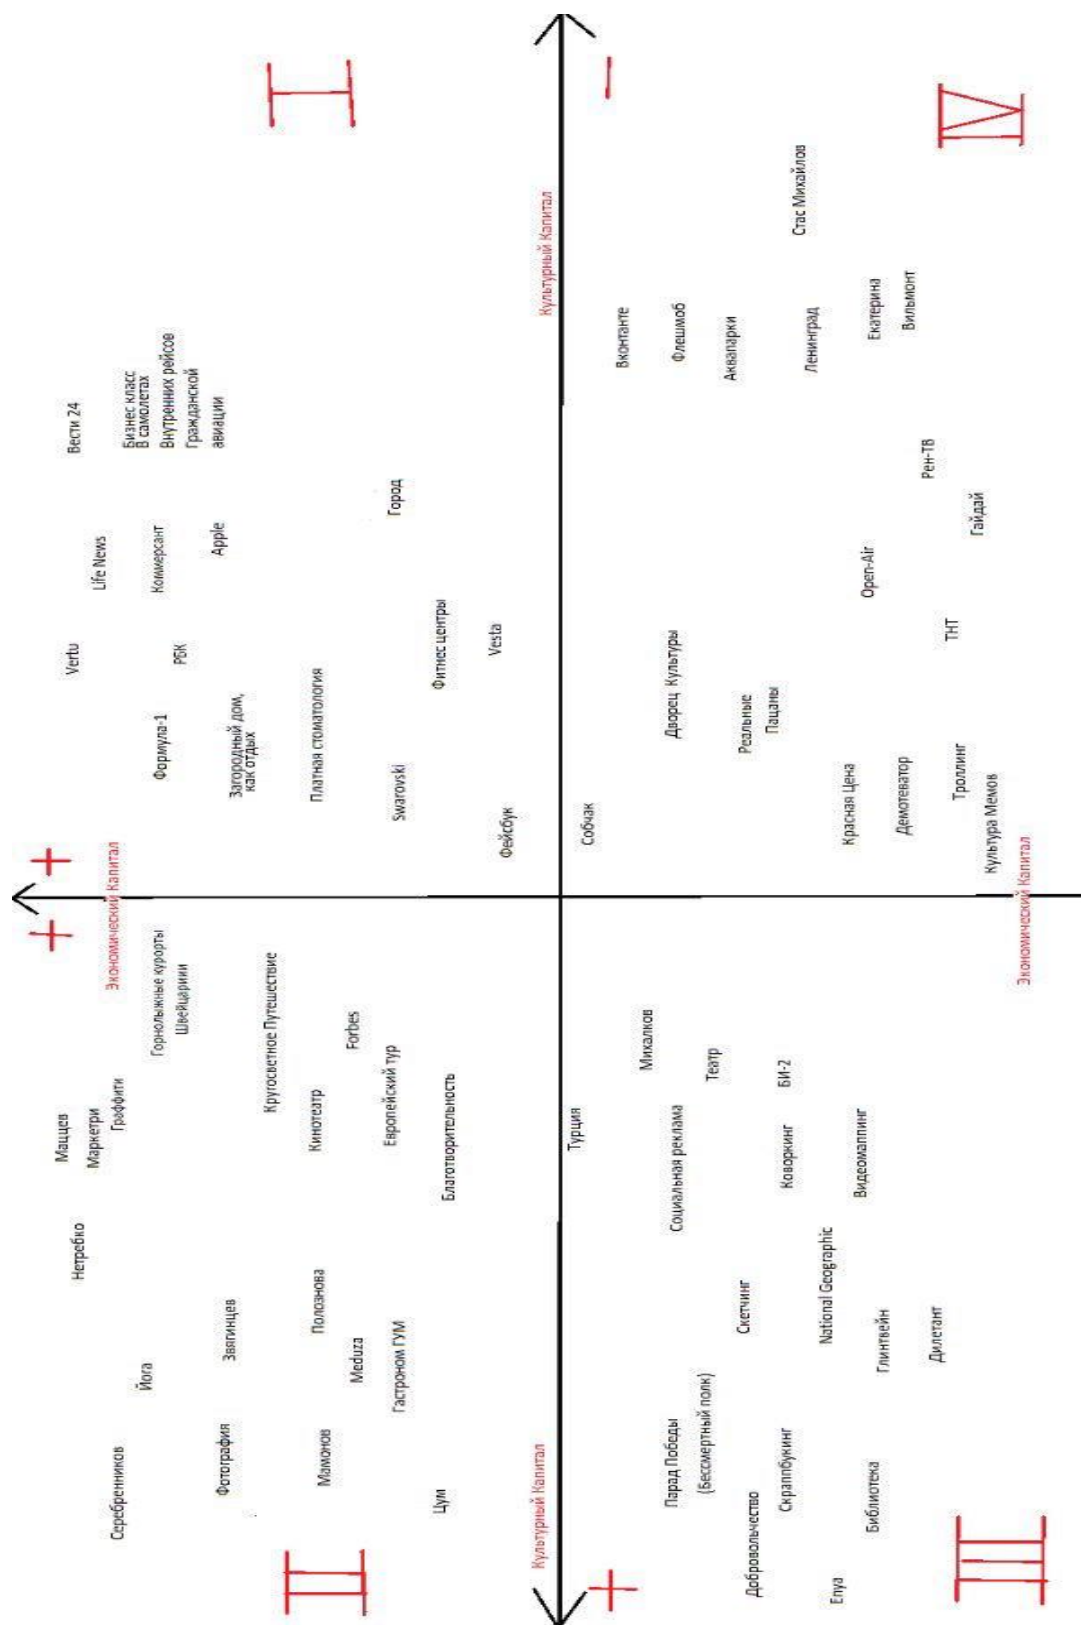 II
+
Культурный Капитал
Серебренников
Фотография
Мамонов
Цум
Йога
Звягинцев
Полознова
Meduza
Гастроном ГУМ
Нетребко
Маццев
Маркетри
Граффити
Кинотеатр
Европейский тур
Благотворительность
Горнолыжные курорты
Швейцариии
Кругосветное Путешествие
Forbes
+
+
Экономический Капитал
Формула-1
Загородный дом,
как отдых
Платная стоматология
Swarovski
Фейсбук
Vertu
РБК
Фитнес центры
Vesta
Life News
Коммерсант
Apple
Город
Вести 24
Бизнес класс
В самолетах
Внутренних рейсов
Гражданской
авиации
I
Культурный Капитал
–
III
Парад Победы
(Бессмертный полк)
Добровольчество
Скраппбукинг
Enya
Библиотека
Скетчинг
National Geographic
Глинтвейн
Дилетант
Турция
Социальная реклама
Коворкинг
Видеомаппинг
Михалков
Театр
БИ-2
Экономический Капитал
Собчак
Дворец Культуры
Реальные
Пацаны
Красная Цена
Демотеватор
Троллинг
Культура Мемов
Open-Air
ТНТ
Рен-ТВ
Гайдай
Вконтанте
Флешмоб
Аквапарки
Ленинград
Екатерина
Вильмонт
Стас Михайлов
IV